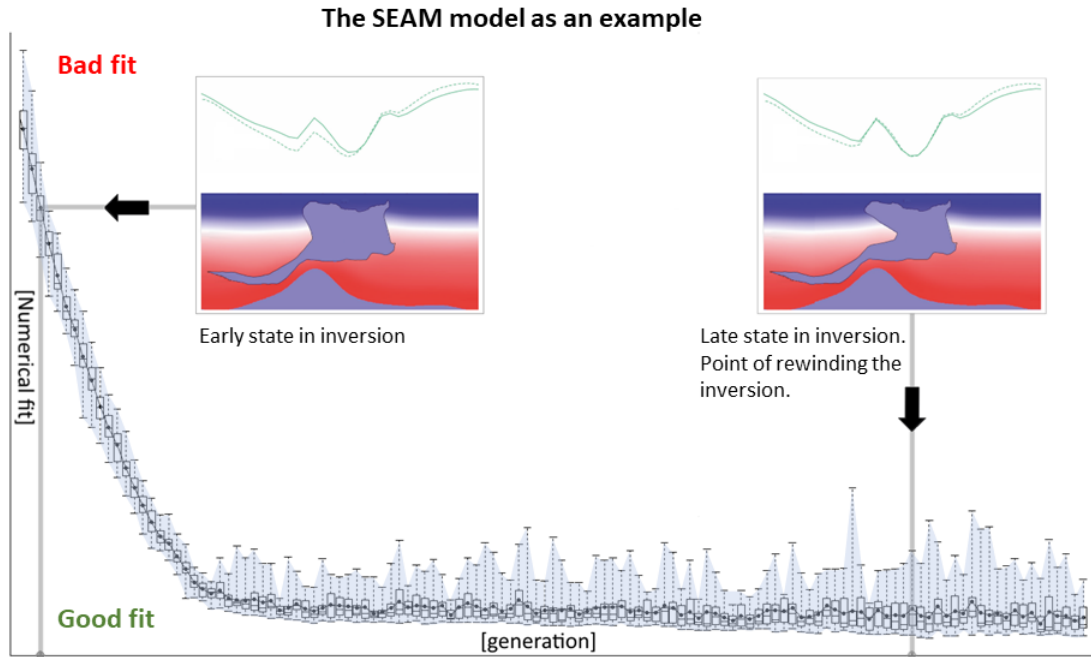 The SEAM model as an example
Bad fit
Early state in inversion
Late state in inversion.
Point of rewinding the
inversion.
[Numerical fit]
Good fit
[generation]